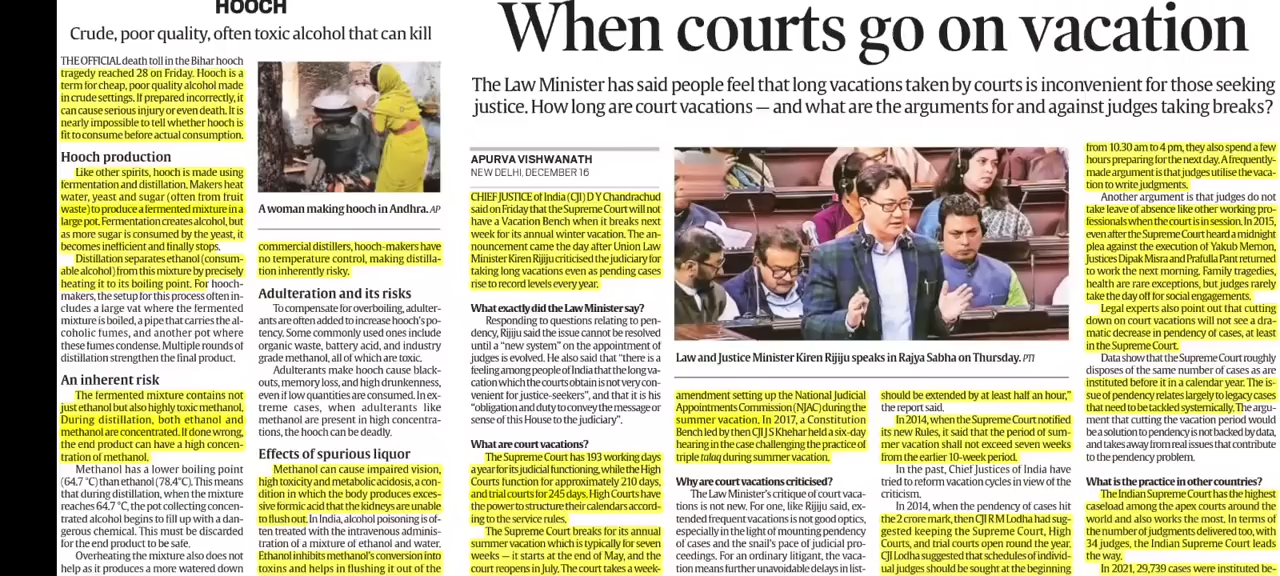 HOOCH
Crude, poor quality, often toxic alcohol that can kill
THE OFFICIAL death toll in the Bihar hooch
tragedy reached 28 on Friday. Hooch is a
term for cheap, poor quality alcohol made
in crude settings. If prepared incorrectly, it
can cause serious injury or even death. It is
nearly impossible to tell whether hooch is
fit to consume before actual consumption.
Hooch production
Like other spirits, hooch is made using
fermentation and distillation. Makers heat
water, yeast and sugar (often from fruit
waste) to produce a fermented mixture in a
large pot. Fermentation creates alcohol, but
as more sugar is consumed by the yeast, it
becomes inefficient and finally stops.
Distillation separates ethanol (consum-
able alcohol) from this mixture by precisely
heating it to its boiling point. For hooch-
makers, the setup for this process often in-
cludes a large vat where the fermented
mixture is boiled, a pipe that carries the al-
coholic fumes, and another pot where
these fumes condense. Multiple rounds of
distillation strengthen the final product.
An inherent risk
The fermented mixture contains not
just ethanol but also highly toxic methanol.
During distillation, both ethanol and
methanol are concentrated. If done wrong,
the end product can have a high concen-
tration of methanol.
Methanol has a lower boiling point
(64.7 °C) than ethanol (78.4°C). This means
that during distillation, when the mixture
reaches 64.7 °C, the pot collecting concen-
trated alcohol begins to fill up with a dan-
gerous chemical. This must be discarded
for the end product to be safe.
Overheating the mixture also does not
help as it produces a more watered down
A woman making hooch in Andhra. AP
commercial distillers, hooch-makers have
no temperature control, making distilla-
tion inherently risky.
Adulteration and its risks
To compensate for overboiling, adulter-
ants are often added to increase hooch's po-
tency. Some commonly used ones include
organic waste, battery acid, and industry
grade methanol, all of which are toxic.
Adulterants make hooch cause black-
outs, memory loss, and high drunkenness,
even if low quantities are consumed. In ex-
treme cases, when adulterants like
methanol are present in high concentra-
tions, the hooch can be deadly.
Effects of spurious liquor
Methanol can cause impaired vision,
high toxicity and metabolic acidosis, a con-
dition in which the body produces exces-
sive formic acid that the kidneys are unable
to flush out. In India, alcohol poisoning is of-
ten treated with the intravenous adminis-
tration of a mixture of ethanol and water.
Ethanol inhibits methanol's conversion into
toxins and helps in flushing it out of the
When courts go on vacation
The Law Minister has said people feel that long vacations taken by courts is inconvenient for those seeking
justice. How long are court vacations — and what are the arguments for and against judges taking breaks?
APURVA VISHWANATH
NEW DELHI, DECEMBER 16
CHIEF JUSTICE of India (CJI) D Y Chandrachud
said on Friday that the Supreme Court will not
have a Vacation Bench when it breaks next
week for its annual winter vacation. The an-
nouncement came the day after Union Law
Minister Kiren Rijiju criticised the judiciary for
taking long vacations even as pending cases
rise to record levels every year.
What exactly did the Law Minister say?
Responding to questions relating to pen-
dency, Rijiju said the issue cannot be resolved
until a "new system" on the appointment of
judges is evolved. He also said that "there is a
feeling among people of India that the long va-
cation which the courts obtain is not very con-
venient for justice-seekers", and that it is his
"obligation and duty to convey the message or
sense of this House to the judiciary".
What are court vacations?
The Supreme Court has 193 working days
a year for its judicial functioning, while the High
Courts function for approximately 210 days,
and trial courts for 245 days. High Courts have
the power to structure their calendars accord-
ing to the service rules.
The Supreme Court breaks for its annual
summer vacation which is typically for seven
weeks — it starts at the end of May, and the
court reopens in July. The court takes a week-
Law and Justice Minister Kiren Rijiju speaks in Rajya Sabha on Thursday. PTI
amendment setting up the National Judicial
Appointments Commission (NJAC) during the
summer vacation. In 2017, a Constitution
Bench led by then CJI J S Khehar held a six-day
hearing in the case challenging the practice of
triple talaq during summer vacation.
Why are court vacations criticised?
The Law Minister's critique of court vaca-
tions is not new. For one, like Rijiju said, ex-
tended frequent vacations is not good optics,
especially in the light of mounting pendency
of cases and the snail's pace of judicial pro-
ceedings. For an ordinary litigant, the vaca-
tion means further unavoidable delays in list-
should be extended by at least half an hour,"
the report said.
In 2014, when the Supreme Court notified
its new Rules, it said that the period of sum-
mer vacation shall not exceed seven weeks
from the earlier 10-week period.
In the past, Chief Justices of India have
tried to reform vacation cycles in view of the
criticism.
In 2014, when the pendency of cases hit
the 2 crore mark, then CJI R M Lodha had sug-
gested keeping the Supreme Court, High
Courts, and trial courts open round the year.
CJI Lodha suggested that schedules of individ-
ual judges should be sought at the beginning
from 10.30 am to 4 pm, they also spend a few
hours preparing for the next day. A frequently-
made argument is that judges utilise the vaca-
tion to write judgments.
Another argument is that judges do not
take leave of absence like other working pro-
fessionals when the court is in session. In 2015,
even after the Supreme Court heard a midnight
plea against the execution of Yakub Memon,
Justices Dipak Misra and Prafulla Pant returned
to work the next morning. Family tragedies,
health are rare exceptions, but judges rarely
take the day off for social engagements.
Legal experts also point out that cutting
down on court vacations will not see a dra-
matic decrease in pendency of cases, at least
in the Supreme Court.
Data show that the Supreme Court roughly
disposes of the same number of cases as are
instituted before it in a calendar year. The is-
sue of pendency relates largely to legacy cases
that need to be tackled systemically. The argu-
ment that cutting the vacation period would
be a solution to pendency is not backed by data,
and takes away from real issues that contribute
to the pendency problem.
What is the practice in other countries?
The Indian Supreme Court has the highest
caseload among the apex courts around the
world and also works the most. In terms of
the number of judgments delivered too, with
34 judges, the Indian Supreme Court leads
the way.
In 2021, 29,739 cases were instituted be-